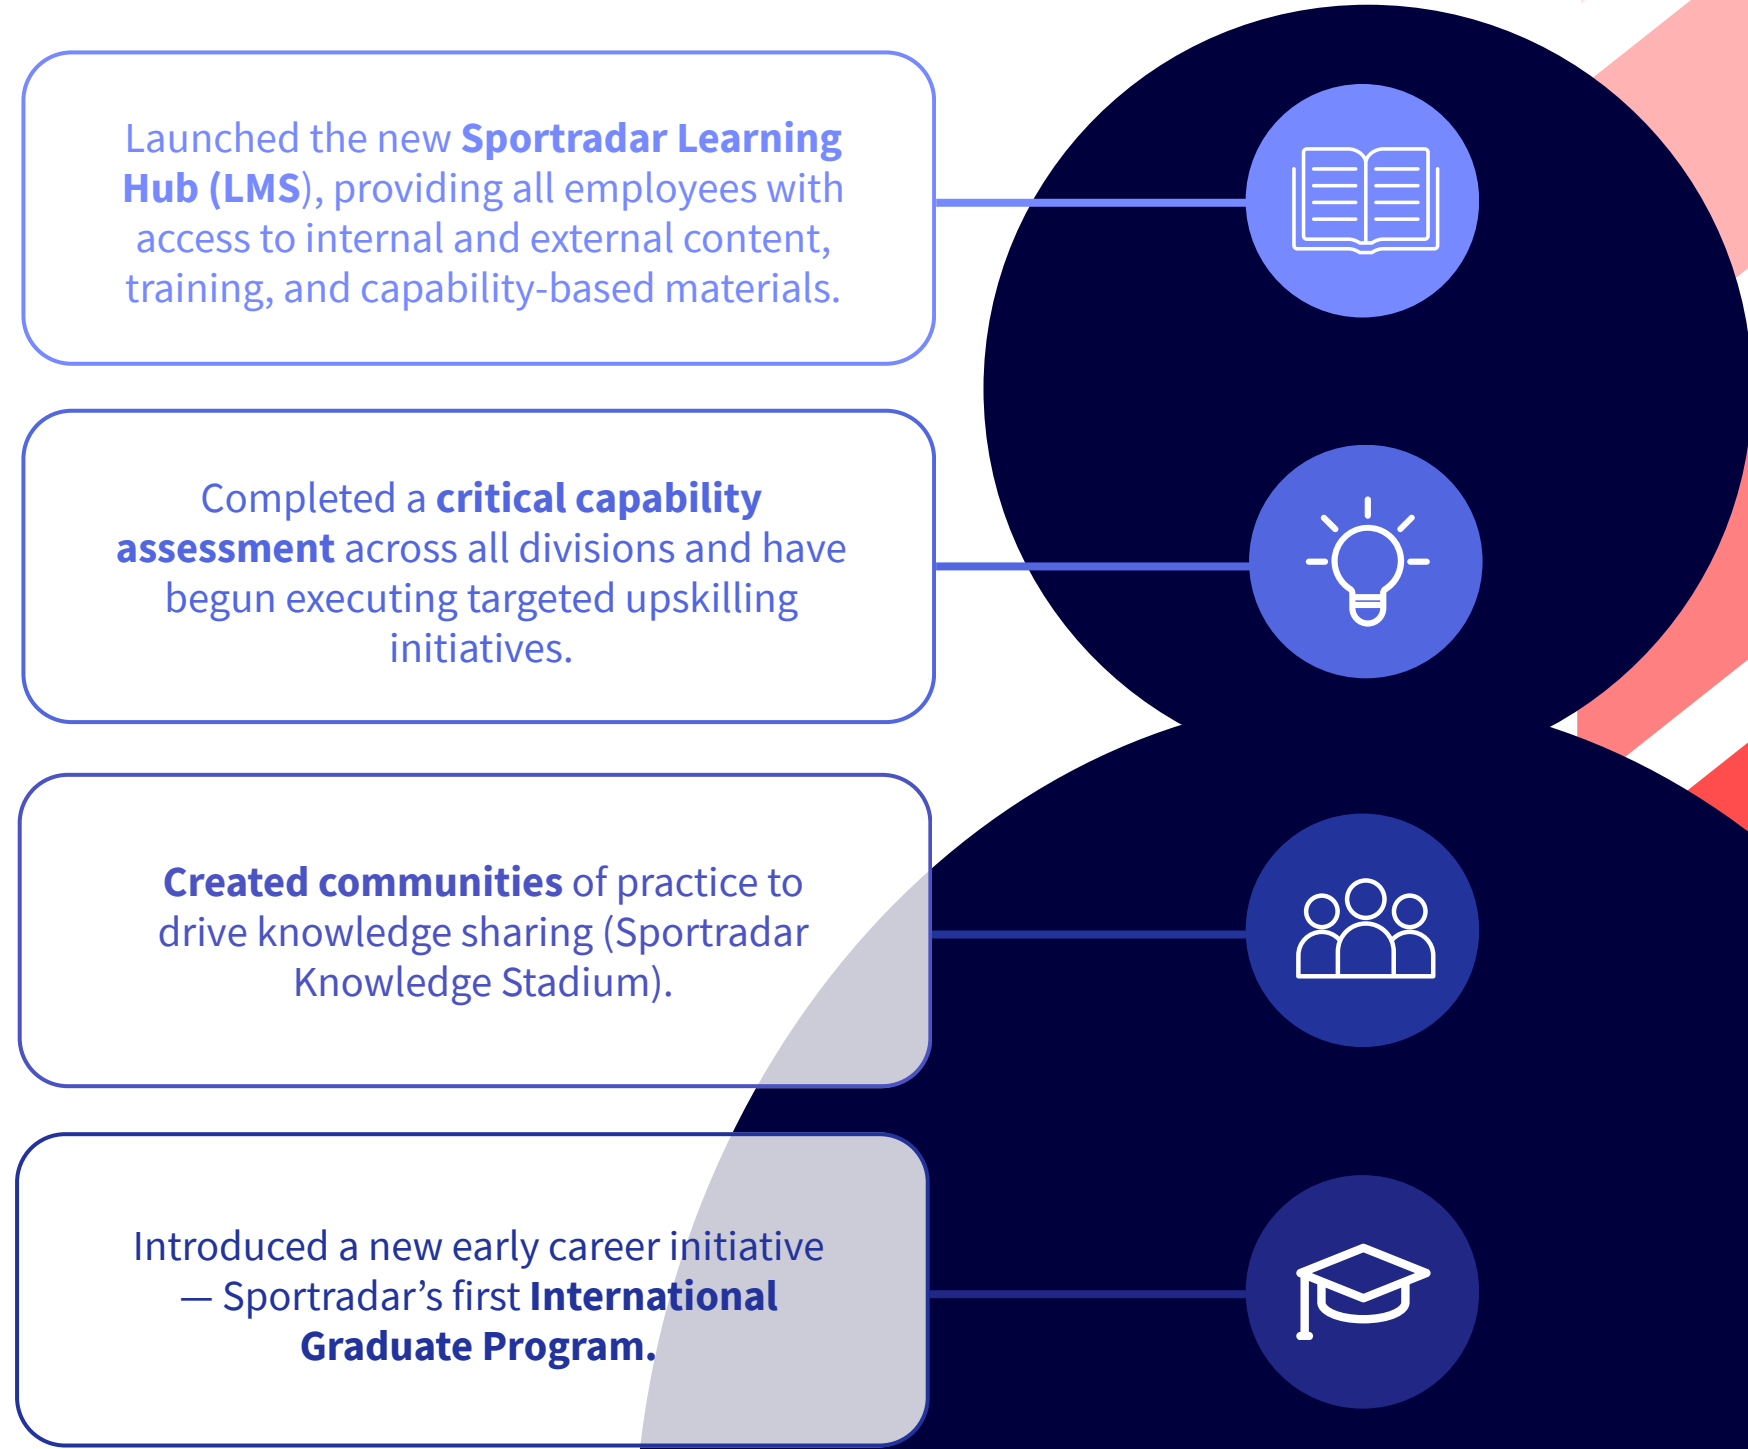 Launched the new Sportradar Learning
Hub (LMS), providing all employees with
access to internal and external content,
training, and capability-based materials.
Completed a critical capability
assessment across all divisions and have
begun executing targeted upskilling
initiatives.
Created communities of practice to
drive knowledge sharing (Sportradar
Knowledge Stadium).
Introduced a new early career initiative
— Sportradar’s first International
Graduate Program.